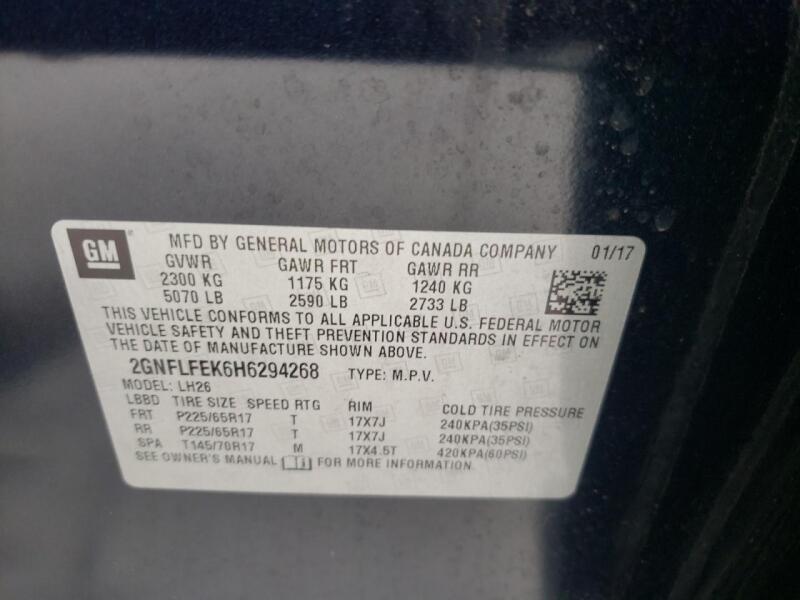 GM MFD BY GENERAL MOTORS OF CANADA COMPANY 01/17
GVWR GAWR FRT GAWR RR
2300 KG 1175 KG 1240 KG
5070 LB 2590 LB 2733 LB
THIS VEHICLE CONFORMS TO ALL APPLICABLE U.S. FEDERAL MOTOR
VEHICLE SAFETY AND THEFT PREVENTION STANDARDS IN EFFECT ON
THE DATE OF MANUFACTURE SHOWN ABOVE.
2GNFLFEK6H6294268 TYPE: M.P.V.
MODEL: LH26
LBBD TIRE SIZE SPEED RTG RIM COLD TIRE PRESSURE
FRT P225/65R17 T 17X7J 240KPA(35PSI)
RR P225/65R17 T 17X7J 240KPA(35PSI)
SPA T145/70R17 M 17X4.5T 420KPA(60PSI)
SEE OWNER'S MANUAL FOR MORE INFORMATION